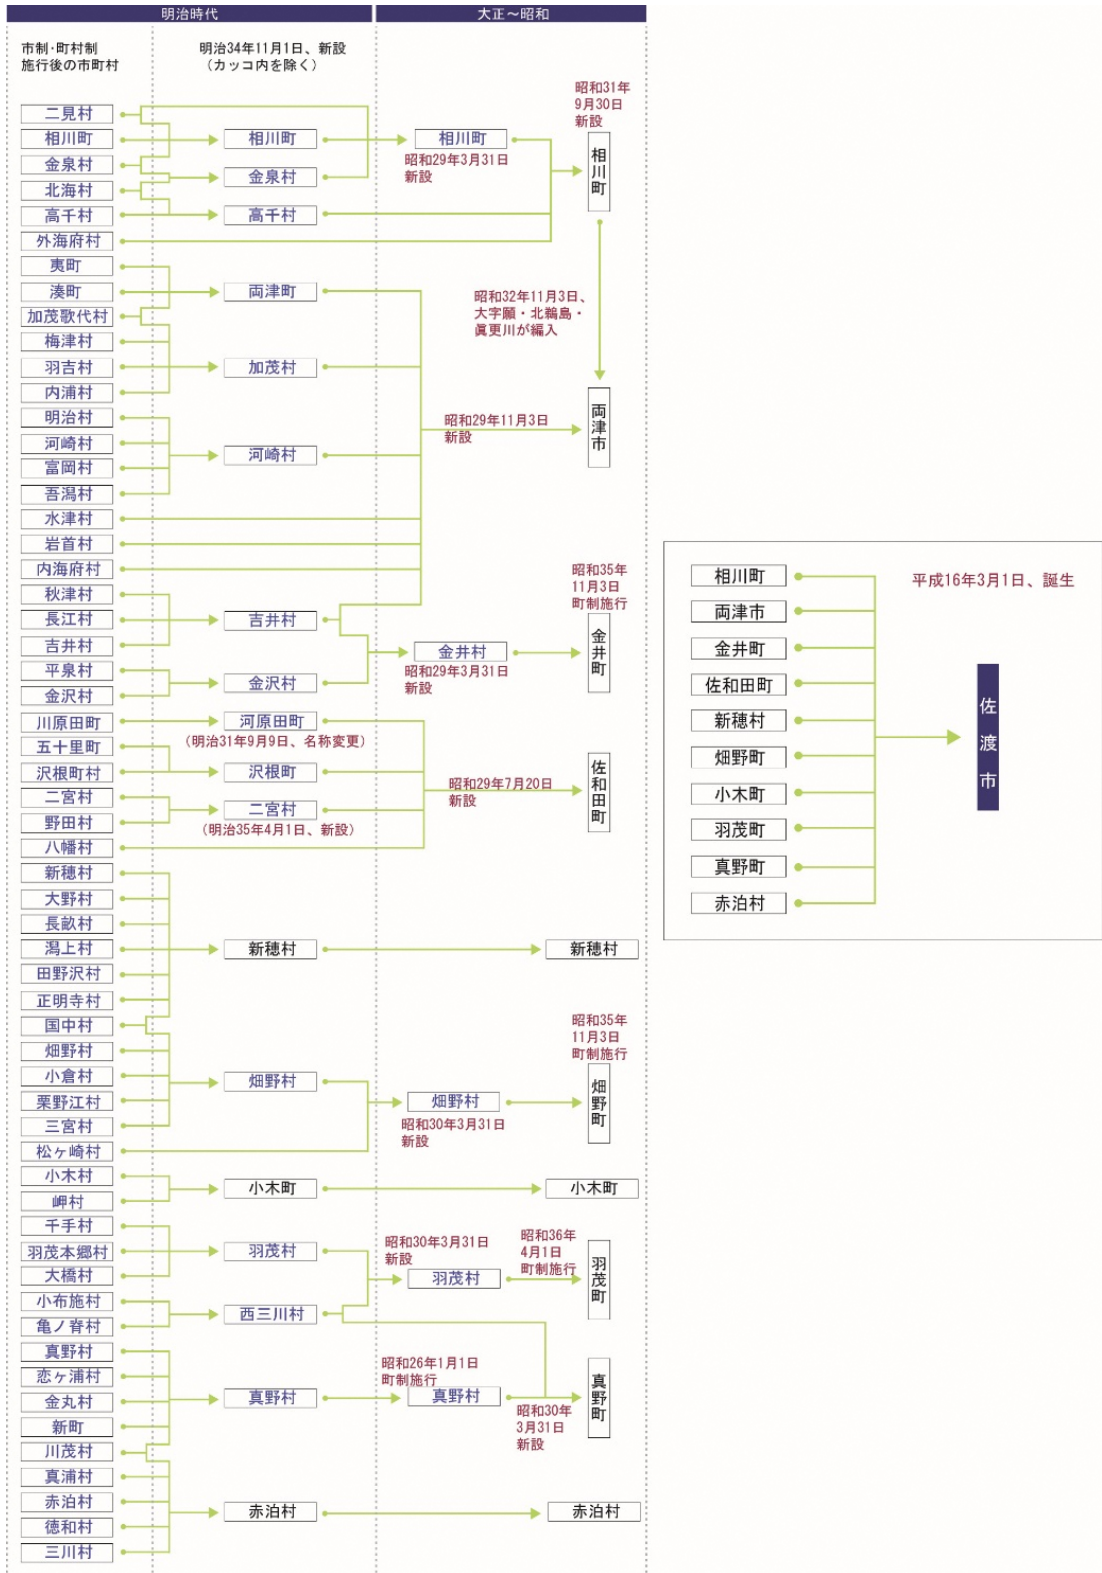 明治時代
大正～昭和
市制・町村制
施行後の市町村
明治34年11月1日、新設
（カッコ内を除く）
二見村
相川町
金泉村
北海村
高千村
外海府村
夷町
湊町
加茂歌代村
梅津村
羽吉村
内浦村
明治村
河崎村
富岡村
吾潟村
水津村
岩首村
内海府村
秋津村
長江村
吉井村
平泉村
金沢村
川原田町
五十里町
沢根町村
二宮村
野田村
八幡村
新穂村
大野村
長畝村
潟上村
田野沢村
正明寺村
国中村
畑野村
小倉村
栗野江村
三宮村
松ヶ崎村
小木村
岬村
千手村
羽茂本郷村
大橋村
小布施村
亀ノ脊村
真野村
恋ヶ浦村
金丸村
新町
川茂村
真浦村
赤泊村
徳和村
三川村
相川町
金泉村
高千村
両津町
加茂村
河崎村
吉井村
金沢村
河原田町
（明治31年9月9日、名称変更）
沢根町
二宮村
（明治35年4月1日、新設）
新穂村
畑野村
小木町
羽茂村
西三川村
真野村
赤泊村
相川町
昭和29年3月31日
新設
昭和31年
9月30日
新設
相川町
昭和32年11月3日、
大字願・北鵜島・
眞更川が編入
昭和29年11月3日
新設
両津市
金井村
昭和29年3月31日
新設
昭和35年
11月3日
町制施行
金井町
昭和29年7月20日
新設
佐和田町
新穂村
畑野村
昭和30年3月31日
新設
昭和35年
11月3日
町制施行
畑野町
小木町
昭和30年3月31日
新設
羽茂村
昭和36年
4月1日
町制施行
羽茂町
昭和26年1月1日
町制施行
真野村
昭和30年
3月31日
新設
真野町
赤泊村
相川町
両津市
金井町
佐和田町
新穂村
畑野町
小木町
羽茂町
真野町
赤泊村
平成16年3月1日、誕生
佐渡市